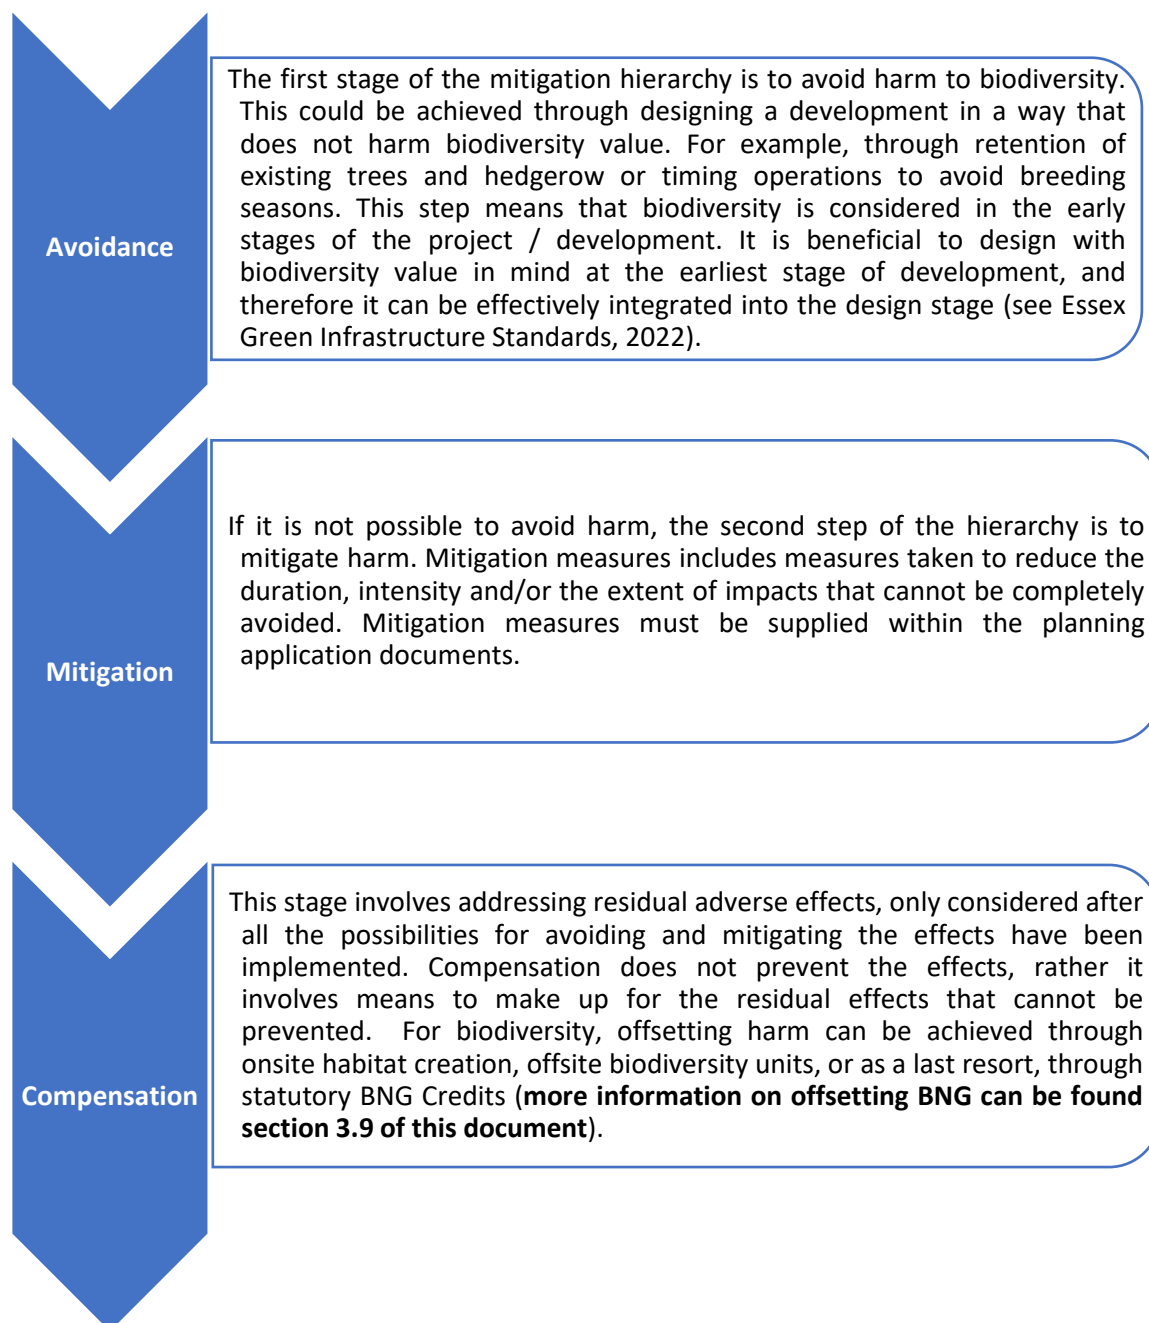 Avoidance
The first stage of the mitigation hierarchy is to avoid harm to biodiversity.
This could be achieved through designing a development in a way that
does not harm biodiversity value. For example, through retention of
existing trees and hedgerow or timing operations to avoid breeding
seasons. This step means that biodiversity is considered in the early
stages of the project / development. It is beneficial to design with
biodiversity value in mind at the earliest stage of development, and
therefore it can be effectively integrated into the design stage (see Essex
Green Infrastructure Standards, 2022).
Mitigation
If it is not possible to avoid harm, the second step of the hierarchy is to
mitigate harm. Mitigation measures includes measures taken to reduce the
duration, intensity and/or the extent of impacts that cannot be completely
avoided. Mitigation measures must be supplied within the planning
application documents.
Compensation
This stage involves addressing residual adverse effects, only considered after
all the possibilities for avoiding and mitigating the effects have been
implemented. Compensation does not prevent the effects, rather it
involves means to make up for the residual effects that cannot be
prevented. For biodiversity, offsetting harm can be achieved through
onsite habitat creation, offsite biodiversity units, or as a last resort, through
statutory BNG Credits (more information on offsetting BNG can be found
section 3.9 of this document).